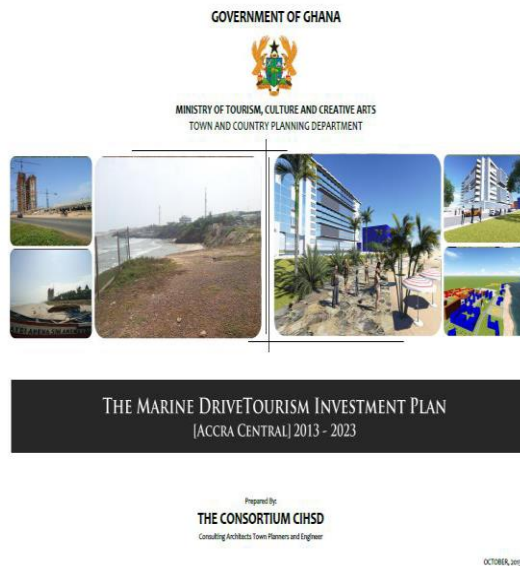 GOVERNMENT OF GHANA
MINISTRY OF TOURISM, CULTURE AND CREATIVE ARTS
TOWN AND COUNTRY PLANNING DEPARTMENT
THE MARINE DRIVETOURISM INVESTMENT PLAN
[ACCRA CENTRAL] 2013 - 2023
Prepared By:
THE CONSORTIUM CIHSD
Consulting Architects Town Planners and Engineer
OCTOBER,